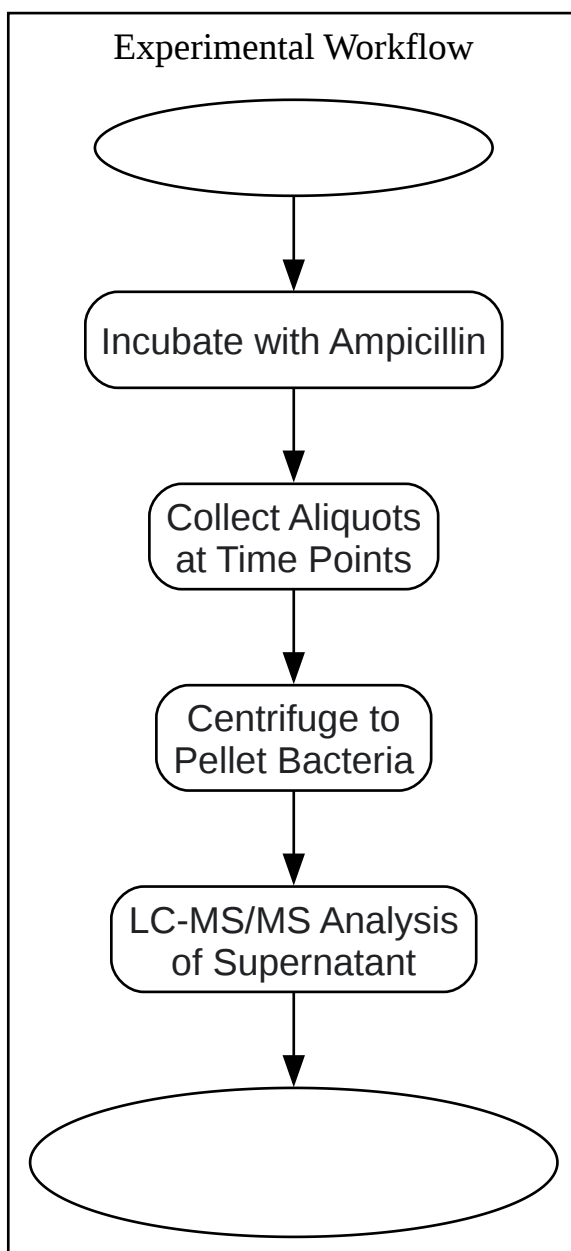 Experimental Workflow
Incubate with Ampicillin
Collect Aliquots
at Time Points
Centrifuge to
Pellet Bacteria
LC-MS/MS Analysis
of Supernatant